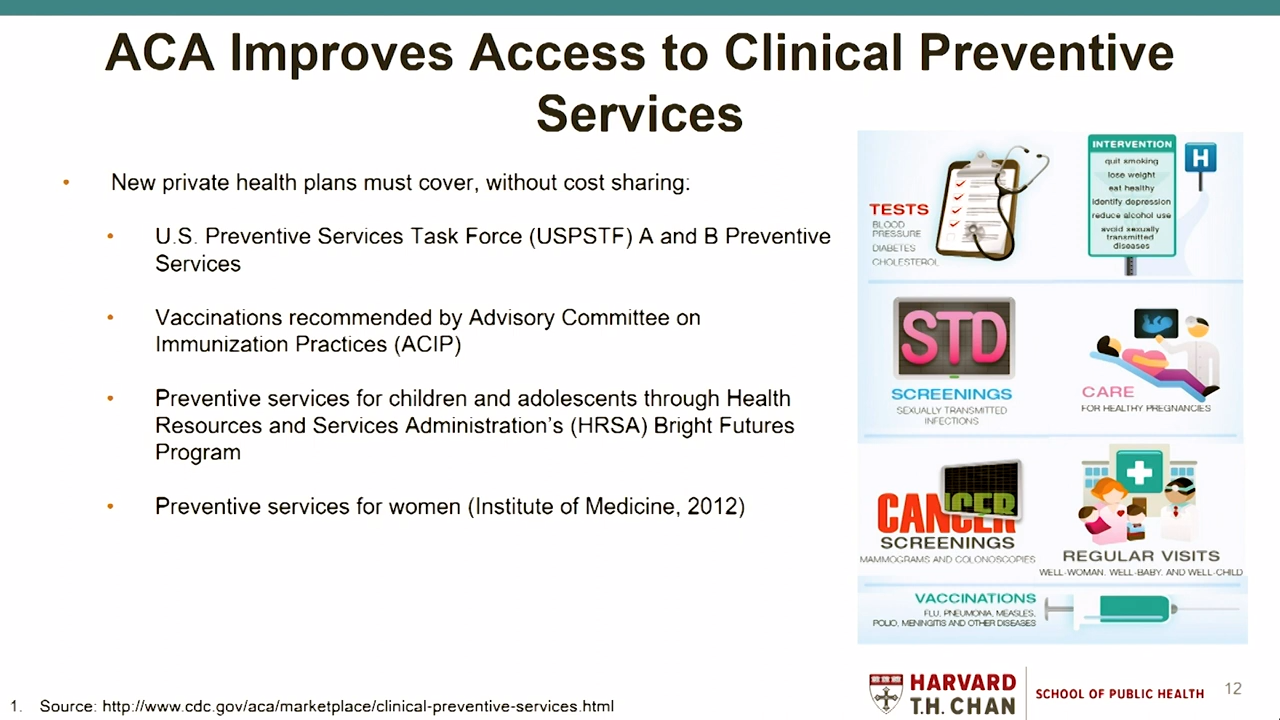 ACA Improves Access to Clinical Preventive
Services
• New private health plans must cover, without cost sharing:
• U.S. Preventive Services Task Force (USPSTF) A and B Preventive
Services
• Vaccinations recommended by Advisory Committee on
Immunization Practices (ACIP)
• Preventive services for children and adolescents through Health
Resources and Services Administration’s (HRSA) Bright Futures
Program
• Preventive services for women (Institute of Medicine, 2012)
TESTS
BLOOD
PRESSURE
DIABETES
CHOLESTEROL
INTERVENTION
quit smoking
lose weight
eat healthy
identify depression
reduce alcohol use
avoid sexually
transmitted
diseases
H
STD
SCREENINGS
SEXUALLY TRANSMITTED
INFECTIONS
CARE
FOR HEALTHY PREGNANCIES
CANCER
SCREENINGS
MAMMOGRAMS AND COLONOSCOPIES
REGULAR VISITS
WELL-WOMAN, WELL-BABY, AND WELL-CHILD
VACCINATIONS
FLU, PNEUMONIA, MEASLES,
POLIO, MENINGITIS AND OTHER DISEASES
1. Source: http://www.cdc.gov/aca/marketplace/clinical-preventive-services.html
HARVARD
T.H. CHAN
SCHOOL OF PUBLIC HEALTH
12